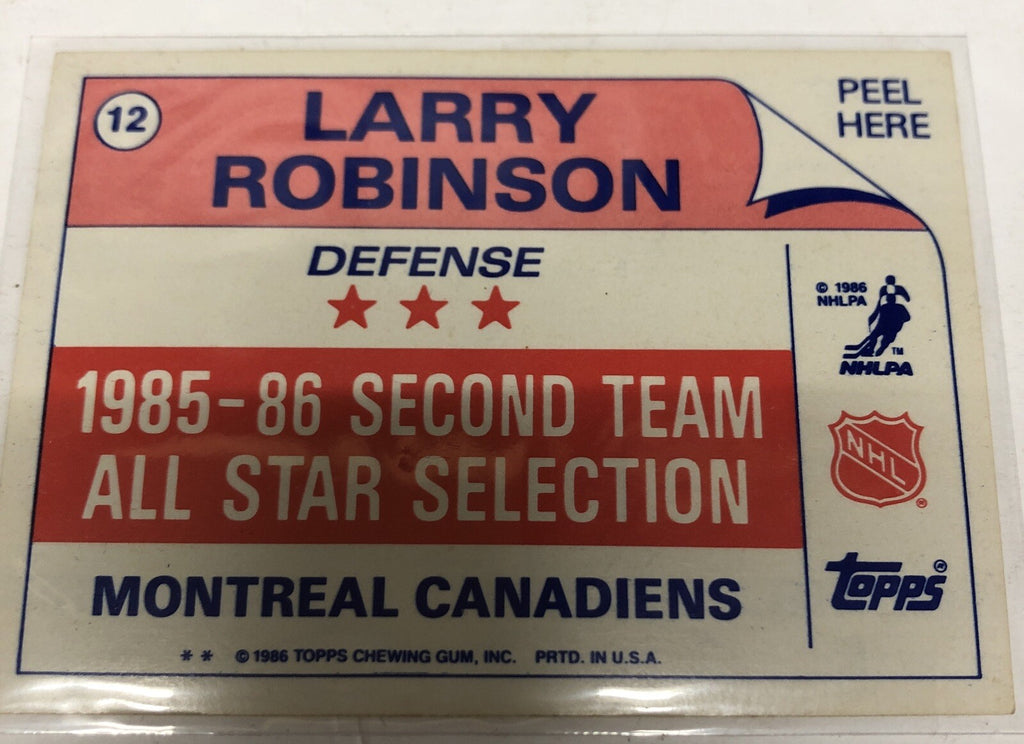 12
LARRY
ROBINSON
PEEL
HERE
DEFENSE
★ ★ ★
1985-86 SECOND TEAM
ALL STAR SELECTION
MONTREAL CANADIENS
** © 1986 TOPPS CHEWING GUM, INC. PRTD. IN U.S.A.
© 1986
NHLPA
TM
NHLPA
NHL
®
TOPPS®